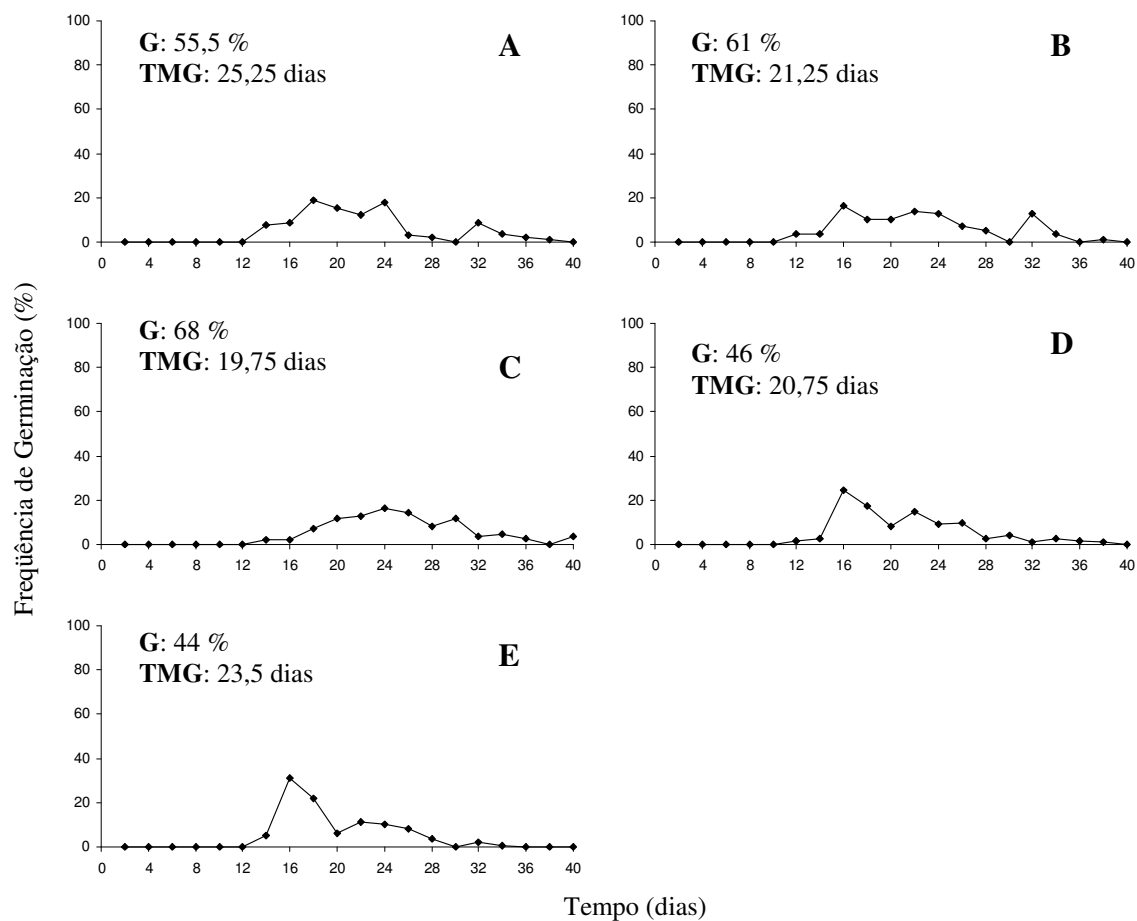 G: 55,5 %
TMG: 25,25 dias
A
100
80
60
40
20
0
0 4 8 12 16 20 24 28 32 36 40
G: 61 %
TMG: 21,25 dias
B
100
80
60
40
20
0
0 4 8 12 16 20 24 28 32 36 40
G: 68 %
TMG: 19,75 dias
C
100
80
60
40
20
0
0 4 8 12 16 20 24 28 32 36 40
G: 46 %
TMG: 20,75 dias
D
100
80
60
40
20
0
0 4 8 12 16 20 24 28 32 36 40
G: 44 %
TMG: 23,5 dias
E
100
80
60
40
20
0
0 4 8 12 16 20 24 28 32 36 40
Freqüência de Germinação (%)
Tempo (dias)